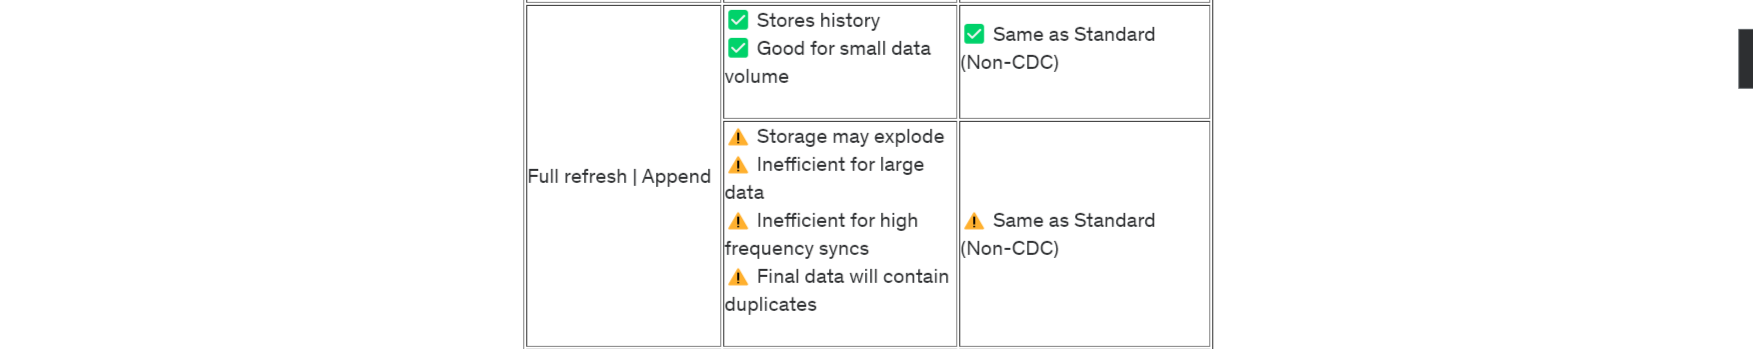 Full refresh | Append
✅ Stores history
✅ Good for small data
volume
✅ Same as Standard
(Non-CDC)
⚠️ Storage may explode
⚠️ Inefficient for large
data
⚠️ Inefficient for high
frequency syncs
⚠️ Final data will contain
duplicates
⚠️ Same as Standard
(Non-CDC)